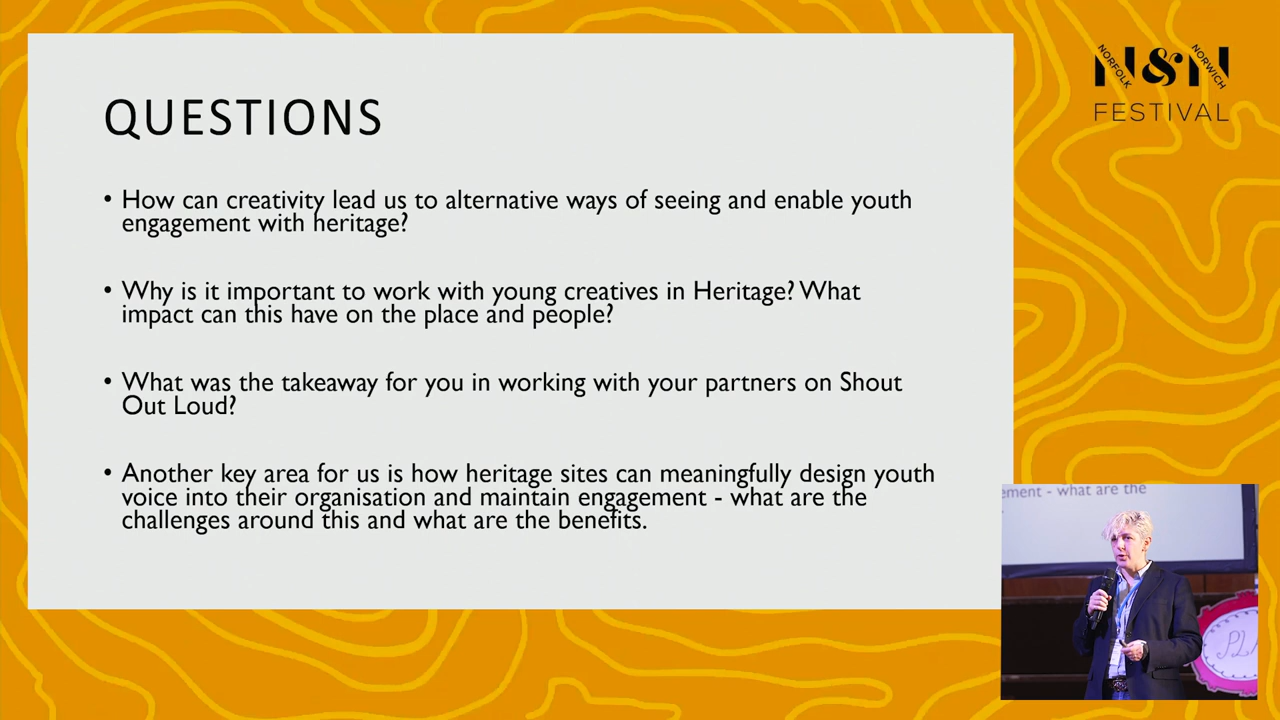 NORFOLK
N&N
NORWICH
FESTIVAL
QUESTIONS
• How can creativity lead us to alternative ways of seeing and enable youth
engagement with heritage?
• Why is it important to work with young creatives in Heritage? What
impact can this have on the place and people?
• What was the takeaway for you in working with your partners on Shout
Out Loud?
• Another key area for us is how heritage sites can meaningfully design youth
voice into their organisation and maintain engagement - what are the
challenges around this and what are the benefits.
ement - what are the
PLA